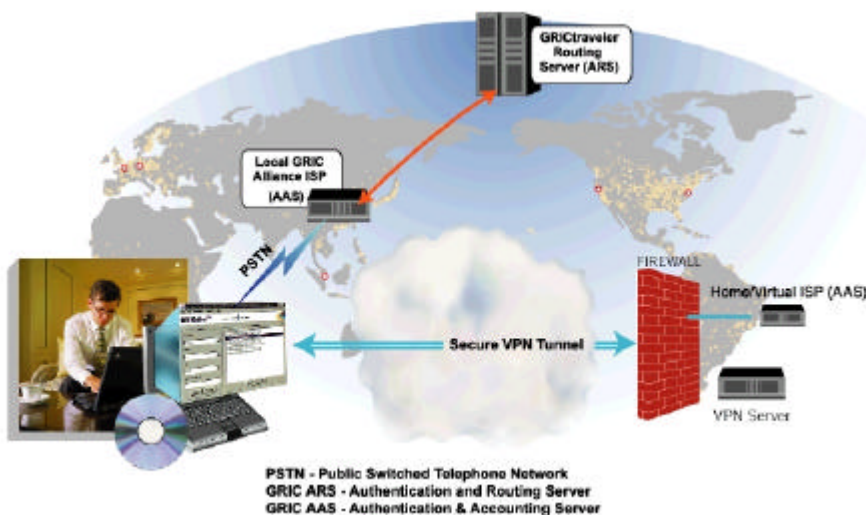 GRICtraveler
Routing
Server (ARS)
Local GRIC
Alliance ISP
(AAS)
PSTN
FIREWALL
Home/Virtual ISP (AAS)
Secure VPN Tunnel
VPN Server
PSTN - Public Switched Telephone Network
GRIC ARS - Authentication and Routing Server
GRIC AAS - Authentication & Accounting Server